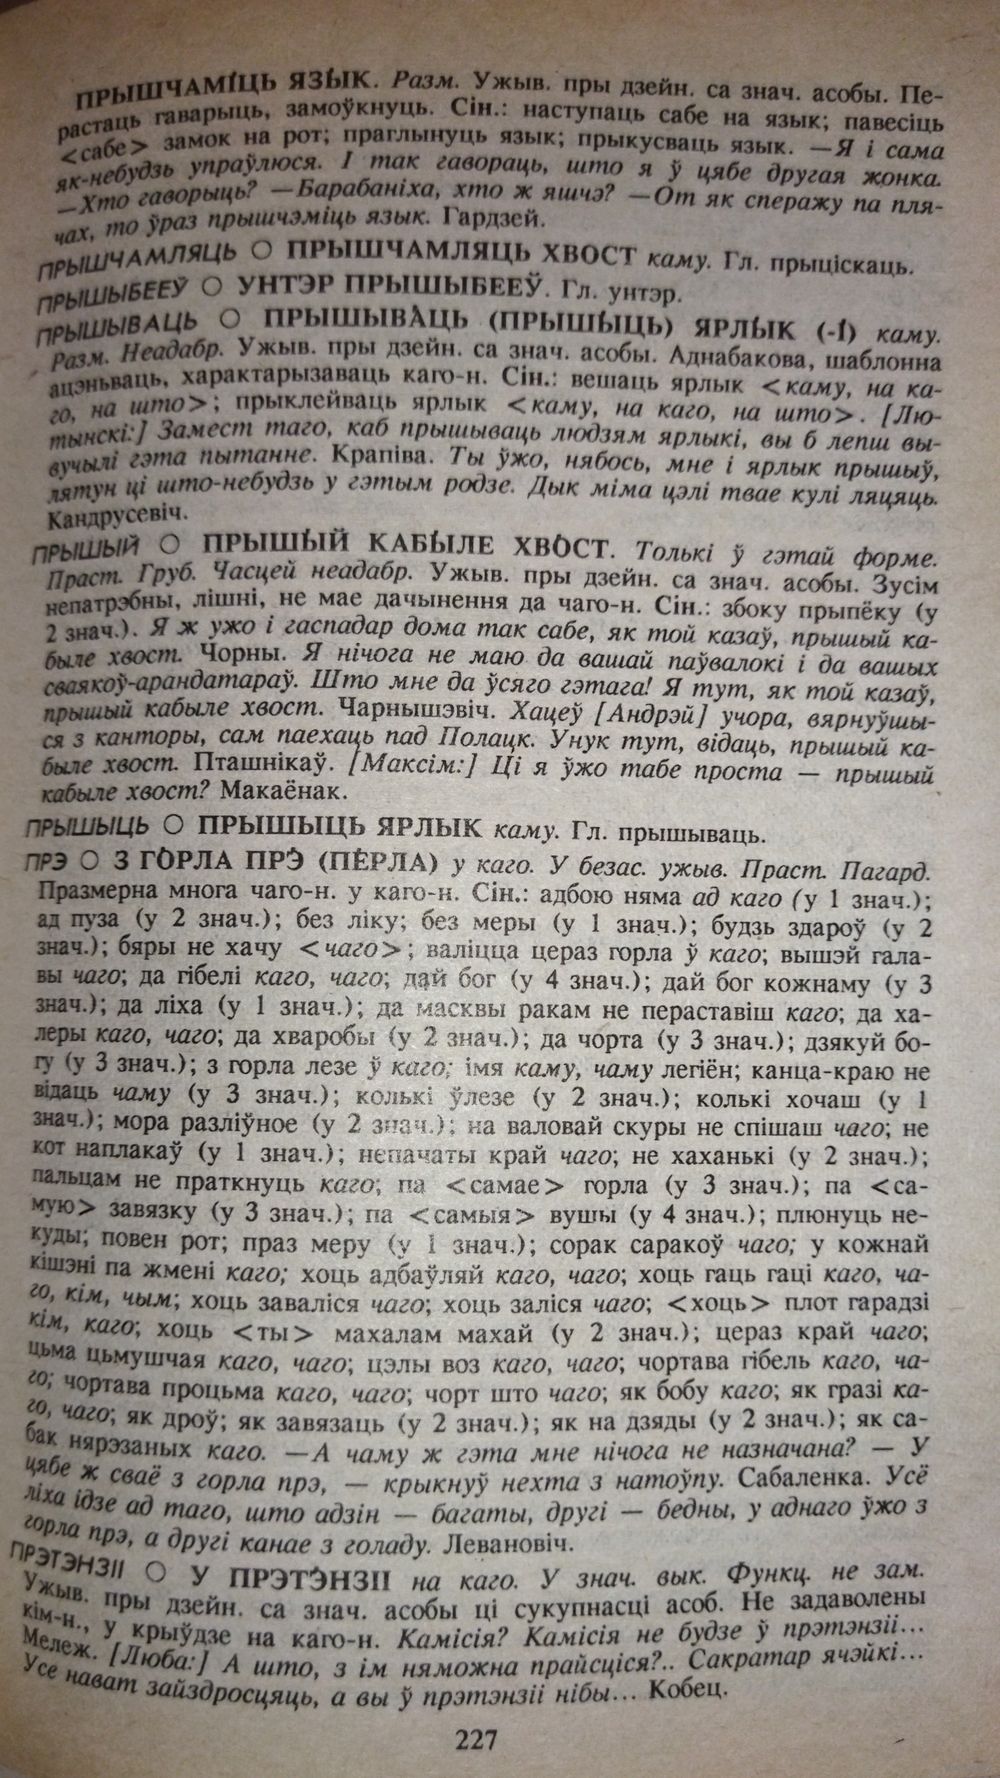 ПРЫШЧАМІ́ЦЬ ЯЗЫ́К. Разм. Ужыв. пры дзейн. са знач. асобы. Пе-
растаць гаварыць, замоўкнуць. Сін.: наступаць сабе на язык; павесіць
<сабе> замок на рот; праглынуць язык; прыкусваць язык. —Я і сама
як-небудзь упраўлюся. І так гавораць, што я ў цябе другая жонка.
—Хто гаворыць? —Барабаніха, хто ж яшчэ? —От як сперажу па пля-
чах, то ўраз прышчэміць язык. Гардзей.
ПРЫШЧАМЛЯЦЬ ○ ПРЫШЧАМЛЯЦЬ ХВОСТ каму. Гл. прыціскаць.
ПРЫШЫБЕЕЎ ○ УНТЭР ПРЫШЫБЕЕЎ. Гл. унтэр.
ПРЫШЫВАЦЬ ○ ПРЫШЫВА́ЦЬ (ПРЫШЫ́ЦЬ) ЯРЛЫ́К (-І́) каму.
Разм. Неадабр. Ужыв. пры дзейн. са знач. асобы. Аднабакова, шаблонна
ацэньваць, характарызаваць каго-н. Сін.: вешаць ярлык <каму, на ка-
го, на што>; прыклейваць ярлык <каму, на каго, на што>. [Лю-
тынскі:] Замест таго, каб прышываць людзям ярлыкі, вы б лепш вы-
вучылі гэта пытанне. Крапіва. Ты ўжо, нябось, мне і ярлык прышыў,
лятун ці што-небудзь у гэтым родзе. Дык міма цэлі твае кулі ляцяць.
Кандрусевіч.
ПРЫШЫЙ ○ ПРЫШЫ́Й КАБЫ́ЛЕ ХВО́СТ. Толькі ў гэтай форме.
Праст. Груб. Часцей неадабр. Ужыв. пры дзейн. са знач. асобы. Зусім
непатрэбны, лішні, не мае дачынення да чаго-н. Сін.: збоку прыпёку (у
2 знач.). Я ж ужо і гаспадар дома так сабе, як той казаў, прышый ка-
быле хвост. Чорны. Я нічога не маю да вашай паўвалокі і да вашых
сваякоў-арандатараў. Што мне да ўсяго гэтага! Я тут, як той казаў,
прышый кабыле хвост. Чарнышэвіч. Хацеў [Андрэй] учора, вярнуўшы-
ся з канторы, сам паехаць пад Полацк. Унук тут, відаць, прышый ка-
быле хвост. Пташнікаў. [Максім:] Ці я ўжо табе проста — прышый
кабыле хвост? Макаёнак.
ПРЫШЫЦЬ ○ ПРЫШЫЦЬ ЯРЛЫК каму. Гл. прышываць.
ПРЭ ○ З ГО́РЛА ПРЭ́ (ПЁРЛА) у каго. У безас. ужыв. Праст. Пагард.
Празмерна многа чаго-н. у каго-н. Сін.: адбою няма ад каго (у 1 знач.);
ад пуза (у 2 знач.); без ліку; без меры (у 1 знач.); будзь здароў (у 2
знач.); бяры не хачу <чаго>; валіцца цераз горла ў каго; вышэй гала-
вы чаго; да гібелі каго, чаго; дай бог (у 4 знач.); дай бог кожнаму (у 3
знач.); да ліха (у 1 знач.); да масквы ракам не пераставіш каго; да ха-
леры каго, чаго; да хваробы (у 2 знач.); да чорта (у 3 знач.); дзякуй бо-
гу (у 3 знач.); з горла лезе ў каго; імя каму, чаму легіён; канца-краю не
відаць чаму (у 3 знач.); колькі ўлезе (у 2 знач.); колькі хочаш (у 1
знач.); мора разліўное (у 2 знач.); на валовай скуры не спішаш чаго; не
кот наплакаў (у 1 знач.); непачаты край чаго; не хаханькі (у 2 знач.);
пальцам не праткнуць каго; па <самае> горла (у 3 знач.); па <са-
мую> завязку (у 3 знач.); па <самыя> вушы (у 4 знач.); плюнуць не-
куды; повен рот; праз меру (у 1 знач.); сорак саракоў чаго; у кожнай
кішэні па жмені каго; хоць адбаўляй каго, чаго; хоць гаць гаці каго, ча-
го, кім, чым; хоць заваліся чаго; хоць заліся чаго; <хоць> плот гарадзі
кім, каго; хоць <ты> махалам махай (у 2 знач.); цераз край чаго;
цьма цьмушчая каго, чаго; цэлы воз каго, чаго; чортава гібель каго, ча-
го; чортава процьма каго, чаго; чорт што чаго; як бобу каго; як гразі ка-
го, чаго; як дроў; як завязаць (у 2 знач.); як на дзяды (у 2 знач.); як са-
бак нярэзаных каго. —А чаму ж гэта мне нічога не назначана? — У
цябе ж сваё з горла прэ, — крыкнуў нехта з натоўпу. Сабаленка. Усё
ліха ідзе ад таго, што адзін — багаты, другі — бедны, у аднаго ўжо з
горла прэ, а другі канае з голаду. Левановіч.
ПРЭТЭНЗІІ ○ У ПРЭТЭ́НЗІІ на каго. У знач. вык. Функц. не зам.
Ужыв. пры дзейн. са знач. асобы ці сукупнасці асоб. Не задаволены
кім-н., у крыўдзе на каго-н. Камісія? Камісія не будзе ў прэтэнзіі...
Мележ. [Люба:] А што, з ім няможна прайсціся?.. Сакратар ячэйкі...
Усе нават зайздросцяць, а вы ў прэтэнзіі нібы... Кобец.
227